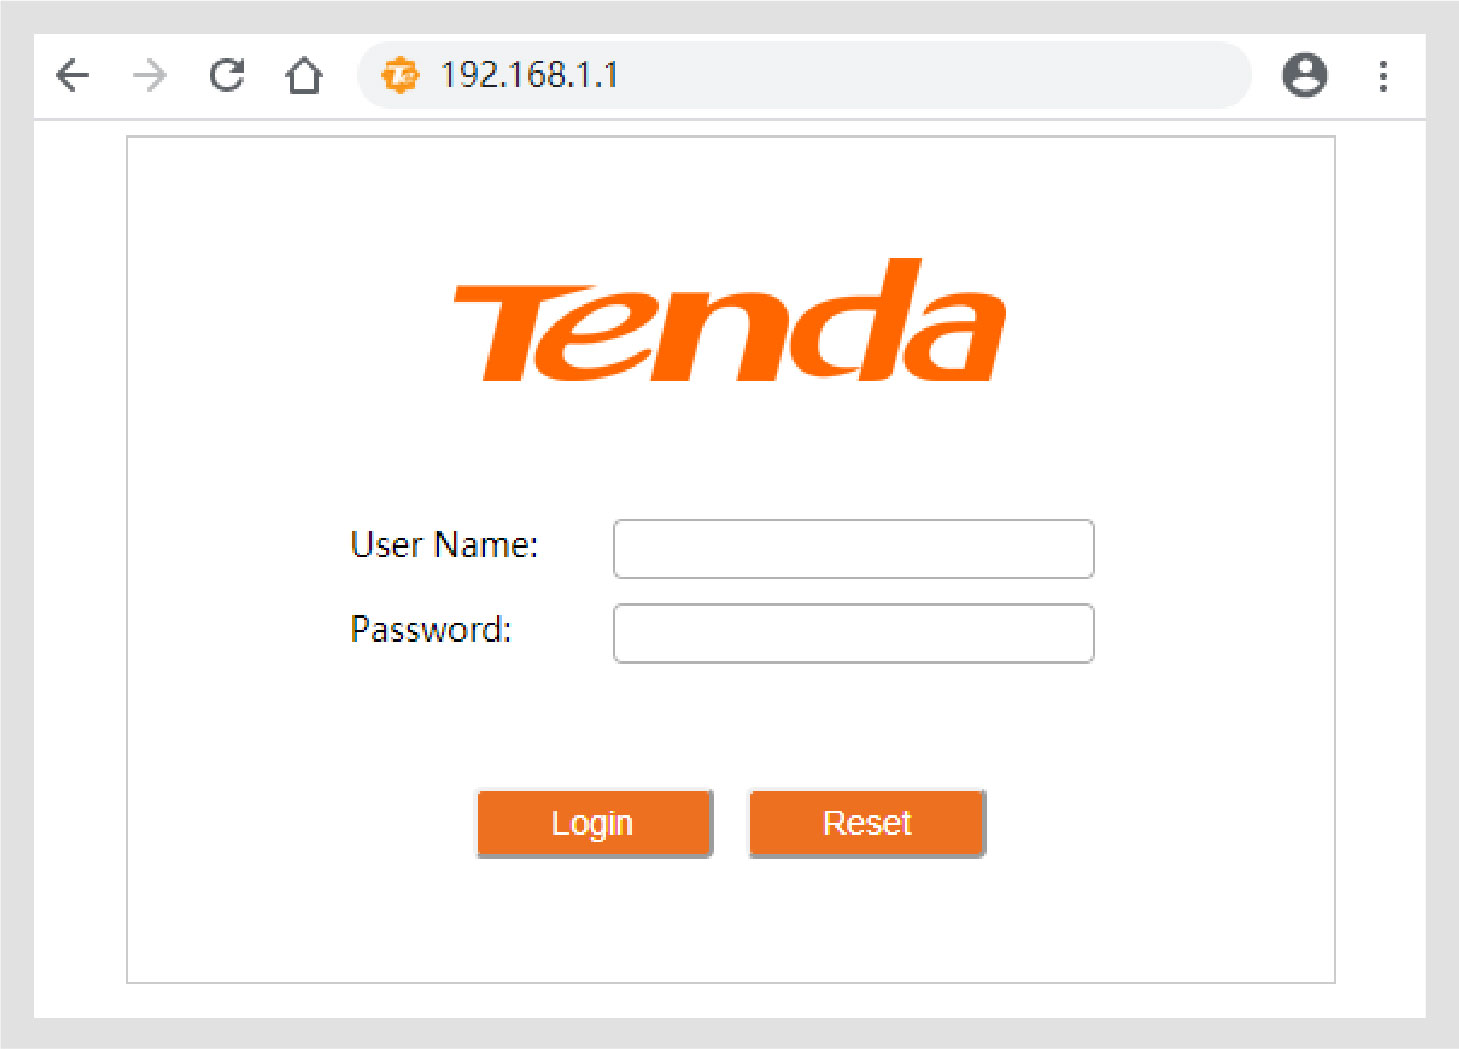 192.168.1.1
Tenda
User Name:
Password:
Login Reset